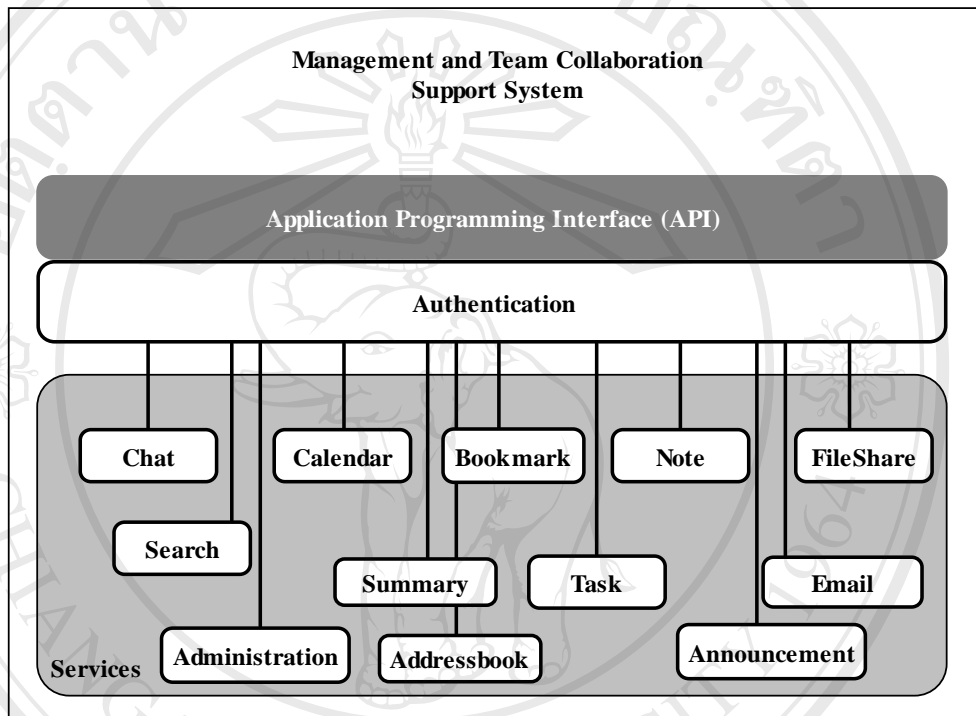 Management and Team Collaboration
Support System
Application Programming Interface (API)
Authentication
Chat
Calendar
Bookmark
Note
FileShare
Search
Summary
Task
Email
Administration
Addressbook
Announcement
Services
1964